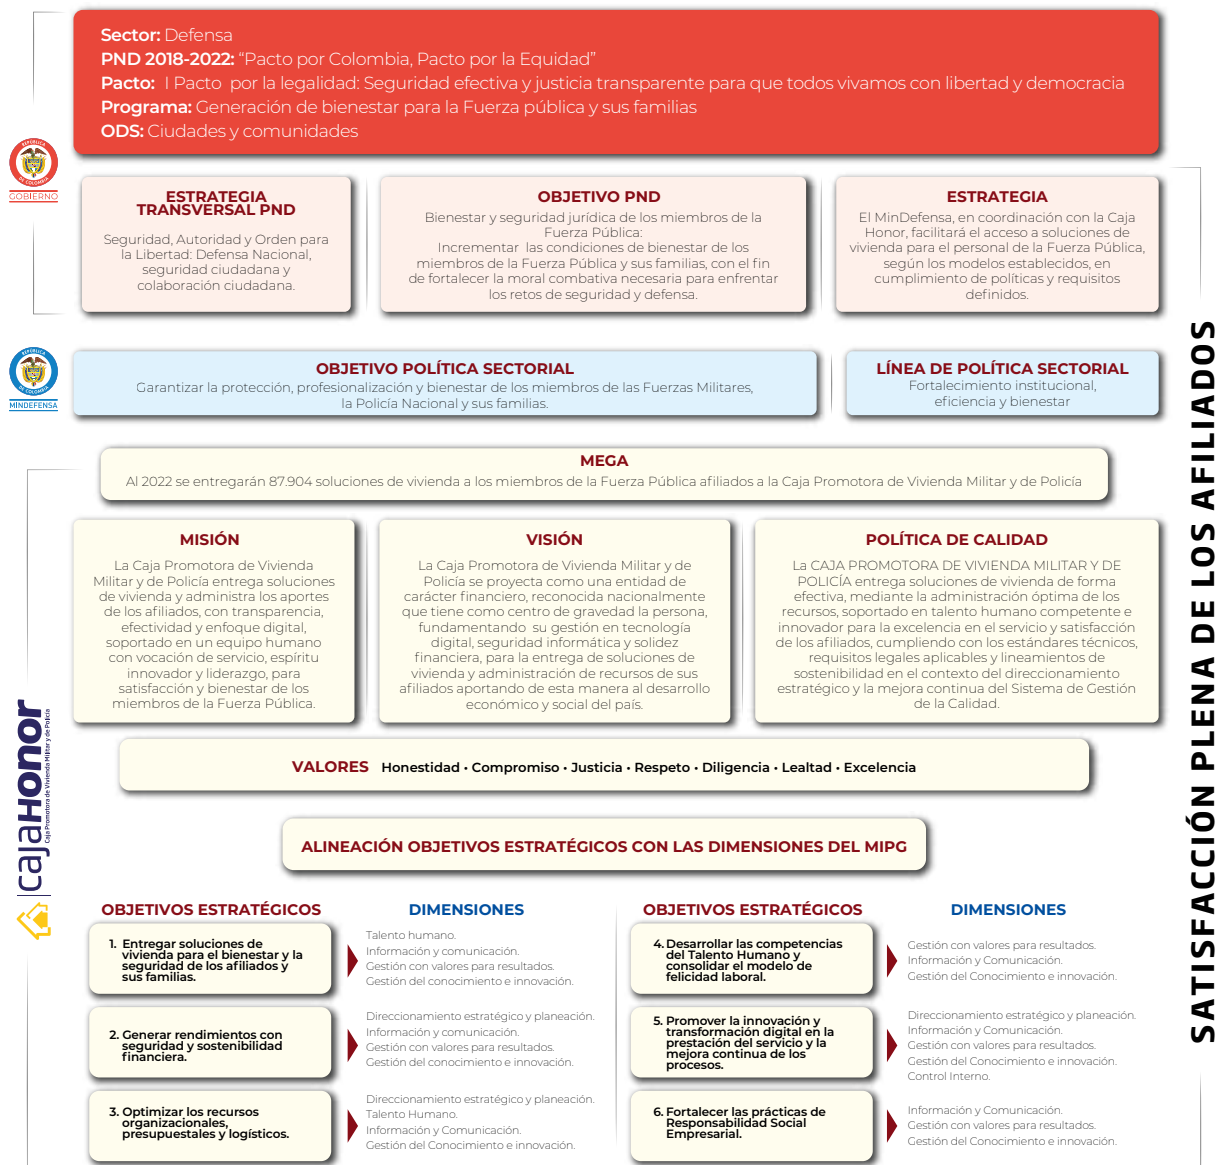 Sector: Defensa
PND 2018-2022: “Pacto por Colombia, Pacto por la Equidad”
Pacto: I Pacto por la legalidad: Seguridad efectiva y justicia transparente para que todos vivamos con libertad y democracia
Programa: Generación de bienestar para la Fuerza pública y sus familias
ODS: Ciudades y comunidades
REPÚBLICA
DE COLOMBIA
GOBIERNO
ESTRATEGIA
TRANSVERSAL PND
Seguridad, Autoridad y Orden para
la Libertad: Defensa Nacional,
seguridad ciudadana y
colaboración ciudadana.
OBJETIVO PND
Bienestar y seguridad jurídica de los miembros de la
Fuerza Pública:
Incrementar las condiciones de bienestar de los
miembros de la Fuerza Pública y sus familias, con el fin
de fortalecer la moral combativa necesaria para enfrentar
los retos de seguridad y defensa.
ESTRATEGIA
El MinDefensa, en coordinación con la Caja
Honor, facilitará el acceso a soluciones de
vivienda para el personal de la Fuerza Pública,
según los modelos establecidos, en
cumplimiento de políticas y requisitos
definidos.
REPÚBLICA
DE COLOMBIA
MINDEFENSA
OBJETIVO POLÍTICA SECTORIAL
Garantizar la protección, profesionalización y bienestar de los miembros de las Fuerzas Militares,
la Policía Nacional y sus familias.
LÍNEA DE POLÍTICA SECTORIAL
Fortalecimiento institucional,
eficiencia y bienestar
MEGA
Al 2022 se entregarán 87.904 soluciones de vivienda a los miembros de la Fuerza Pública afiliados a la Caja Promotora de Vivienda Militar y de Policía
MISIÓN
La Caja Promotora de Vivienda
Militar y de Policía entrega soluciones
de vivienda y administra los aportes
de los afiliados, con transparencia,
efectividad y enfoque digital,
soportado en un equipo humano
con vocación de servicio, espíritu
innovador y liderazgo, para
satisfacción y bienestar de los
miembros de la Fuerza Pública.
VISIÓN
La Caja Promotora de Vivienda Militar y de
Policía se proyecta como una entidad de
carácter financiero, reconocida nacionalmente
que tiene como centro de gravedad la persona,
fundamentando su gestión en tecnología
digital, seguridad informática y solidez
financiera, para la entrega de soluciones de
vivienda y administración de recursos de sus
afiliados aportando de esta manera al desarrollo
económico y social del país.
POLÍTICA DE CALIDAD
La CAJA PROMOTORA DE VIVIENDA MILITAR Y DE
POLICÍA entrega soluciones de vivienda de forma
efectiva, mediante la administración óptima de los
recursos, soportado en talento humano competente e
innovador para la excelencia en el servicio y satisfacción
de los afiliados, cumpliendo con los estándares técnicos,
requisitos legales aplicables y lineamientos de
sostenibilidad en el contexto del direccionamiento
estratégico y la mejora continua del Sistema de Gestión
de la Calidad.
cajaHonor
Caja Promotora de Vivienda Militar y de Policía
VALORES Honestidad • Compromiso • Justicia • Respeto • Diligencia • Lealtad • Excelencia
ALINEACIÓN OBJETIVOS ESTRATÉGICOS CON LAS DIMENSIONES DEL MIPG
OBJETIVOS ESTRATÉGICOS
DIMENSIONES
1. Entregar soluciones de
vivienda para el bienestar y la
seguridad de los afiliados y
sus familias.
Talento humano.
Información y comunicación.
Gestión con valores para resultados.
Gestión del conocimiento e innovación.
2. Generar rendimientos con
seguridad y sostenibilidad
financiera.
Direccionamiento estratégico y planeación.
Información y comunicación.
Gestión con valores para resultados.
Gestión del conocimiento e innovación.
3. Optimizar los recursos
organizacionales,
presupuestales y logísticos.
Direccionamiento estratégico y planeación.
Talento Humano.
Información y Comunicación.
Gestión del Conocimiento e innovación.
OBJETIVOS ESTRATÉGICOS
DIMENSIONES
4. Desarrollar las competencias
del Talento Humano y
consolidar el modelo de
felicidad laboral.
Gestión con valores para resultados.
Información y Comunicación.
Gestión del Conocimiento e innovación.
5. Promover la innovación y
transformación digital en la
prestación del servicio y la
mejora continua de los
procesos.
Direccionamiento estratégico y planeación.
Información y Comunicación.
Gestión con valores para resultados.
Gestión del Conocimiento e innovación.
Control Interno.
6. Fortalecer las prácticas de
Responsabilidad Social
Empresarial.
Información y Comunicación.
Gestión con valores para resultados.
Gestión del Conocimiento e innovación.
SATISFACCIÓN PLENA DE LOS AFILIADOS